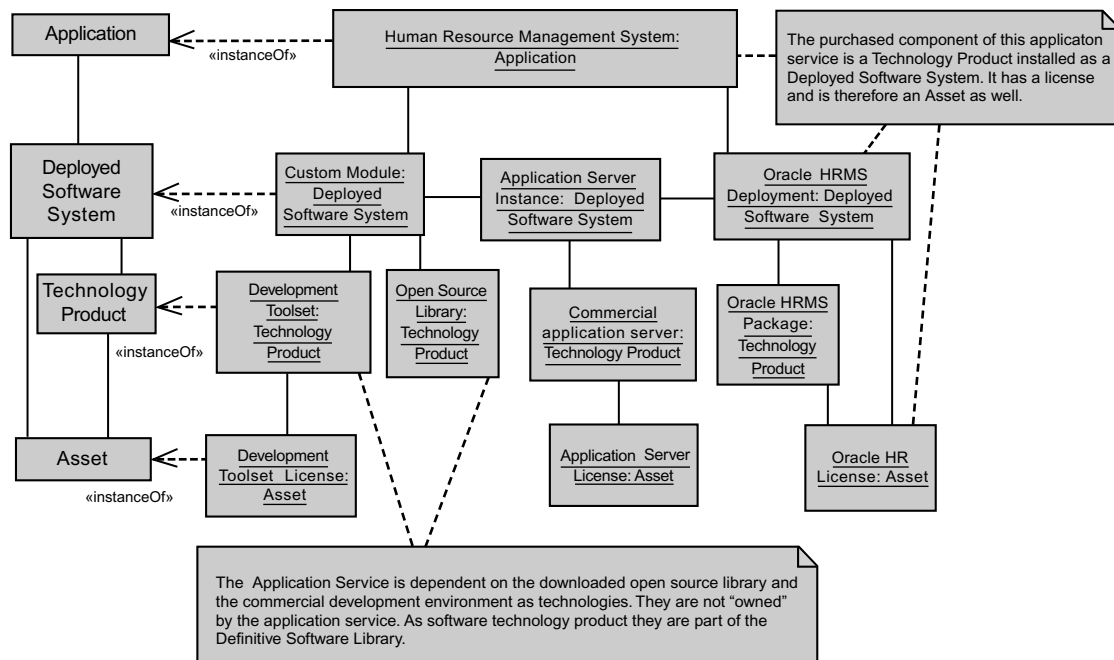 Application
«instanceOf»
Human Resource Management System:
Application
The purchased component of this applicaton
service is a Technology Product installed as a
Deployed Software System. It has a license
and is therefore an Asset as well.
Deployed
Software
System
«instanceOf»
Custom Module:
Deployed
Software System
Application Server
Instance: Deployed
Software System
Oracle HRMS
Deployment: Deployed
Software System
Technology
Product
«instanceOf»
Development
Toolset:
Technology
Product
Open Source
Library:
Technology
Product
Commercial
application server:
Technology Product
Oracle HRMS
Package:
Technology
Product
Asset
«instanceOf»
Development
Toolset License:
Asset
Application Server
License: Asset
Oracle HR
License: Asset
The Application Service is dependent on the downloaded open source library and
the commercial development environment as technologies. They are not “owned”
by the application service. As software technology product they are part of the
Definitive Software Library.